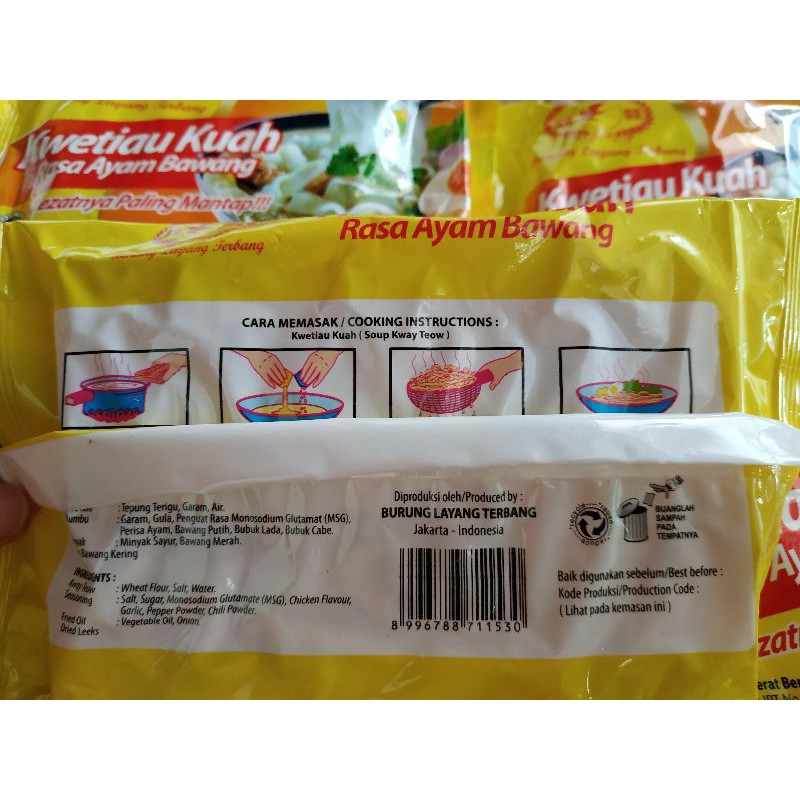 Kwetiau Kuah
Rasa Ayam Bawang
ezatnya Paling Mantap!!!
Kwetiau Kuah
Rasa Ayam Bawang
CARA MEMASAK / COOKING INSTRUCTIONS :
Kwetiau Kuah ( Soup Kway Teow )
: Tepung Terigu, Garam, Air.
umbu : Garam, Gula, Penguat Rasa Monosodium Glutamat (MSG),
Perisa Ayam, Bawang Putih, Bubuk Lada, Bubuk Cabe.
ak : Minyak Sayur, Bawang Merah.
Bawang Kering
INGREDIENTS :
Kway Teow : Wheat Flour, Salt, Water.
Seasoning : Salt, Sugar, Monosodium Glutamate (MSG), Chicken Flavour,
Garlic, Pepper Powder, Chili Powder.
Fried Oil : Vegetable Oil, Onion.
Dried Leeks
Diproduksi oleh/Produced by :
BURUNG LAYANG TERBANG
Jakarta - Indonesia
8 996788 711530
BUANGLAH
SAMPAH
PADA
TEMPATNYA
Baik digunakan sebelum/Best before :
Kode Produksi/Production Code :
( Lihat pada kemasan ini )